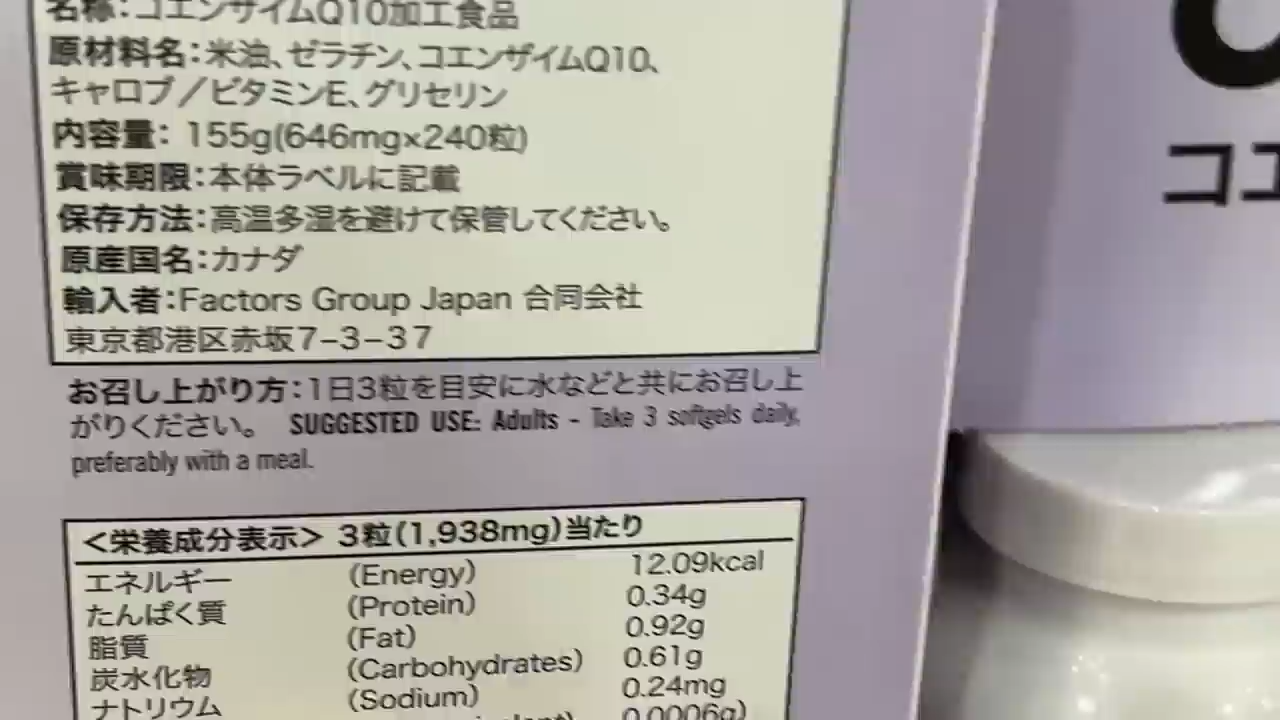 名称：コエンザイムQ10加工食品
原材料名：米油、ゼラチン、コエンザイムQ10、
キャロブ／ビタミンE、グリセリン
内容量： 155g(646mg×240粒)
賞味期限：本体ラベルに記載
保存方法：高温多湿を避けて保管してください。
原産国名：カナダ
輸入者：Factors Group Japan 合同会社
東京都港区赤坂7-3-37
お召し上がり方：1日3粒を目安に水などと共にお召し上
がりください。 SUGGESTED USE: Adults - Take 3 softgels daily,
preferably with a meal.
<栄養成分表示> 3粒(1,938mg)当たり
エネルギー (Energy) 12.09kcal
たんぱく質 (Protein) 0.34g
脂質 (Fat) 0.92g
炭水化物 (Carbohydrates) 0.61g
ナトリウム (Sodium) 0.24mg
0.0006g)
コエ